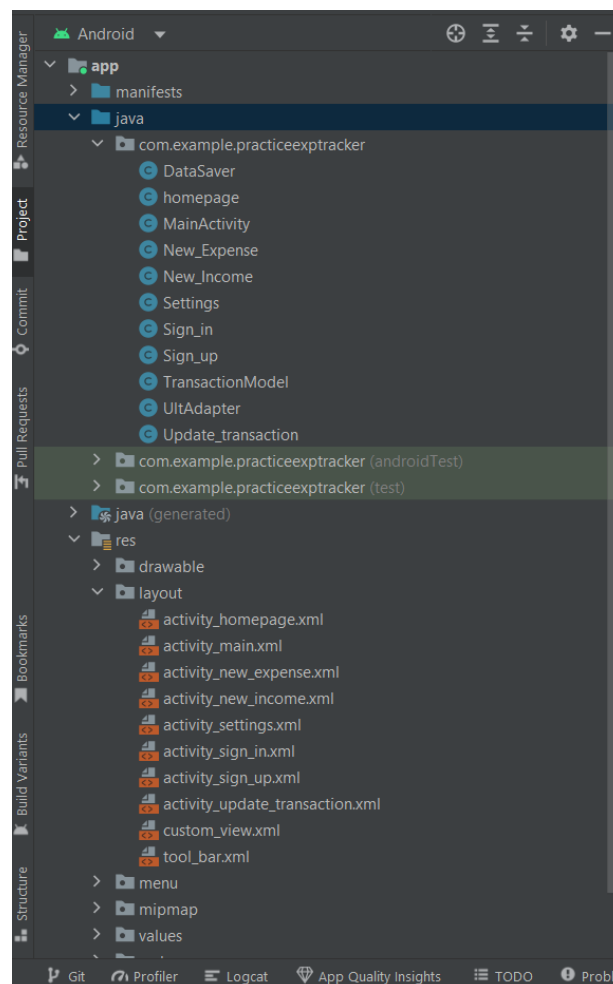 Android
app
manifests
java
com.example.practiceexptracker
DataSaver
homepage
MainActivity
New_Expense
New_Income
Settings
Sign_in
Sign_up
TransactionModel
UltAdapter
Update_transaction
com.example.practiceexptracker (androidTest)
com.example.practiceexptracker (test)
java (generated)
res
drawable
layout
activity_homepage.xml
activity_main.xml
activity_new_expense.xml
activity_new_income.xml
activity_settings.xml
activity_sign_in.xml
activity_sign_up.xml
activity_update_transaction.xml
custom_view.xml
tool_bar.xml
menu
mipmap
values
Resource Manager
Project
Commit
Pull Requests
Bookmarks
Build Variants
Structure
Git Profiler Logcat App Quality Insights TODO Probl